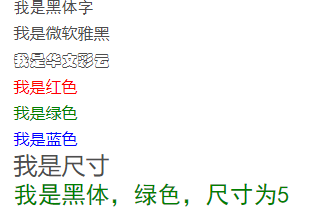 我是黑体字
我是微软雅黑
我是华文彩云
我是红色
我是绿色
我是蓝色
我是尺寸
我是黑体，绿色，尺寸为5